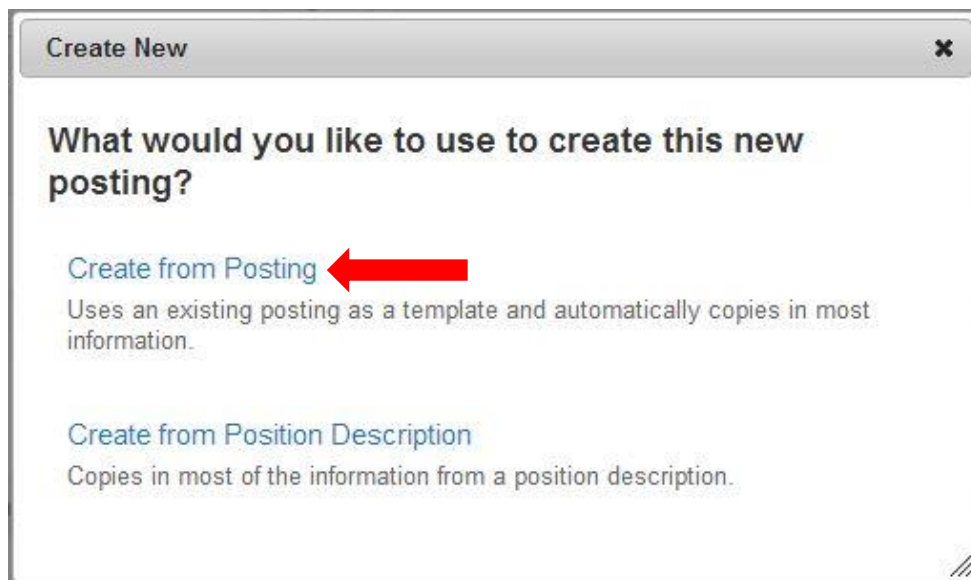 Create New
What would you like to use to create this new
posting?
Create from Posting
Uses an existing posting as a template and automatically copies in most
information.
Create from Position Description
Copies in most of the information from a position description.